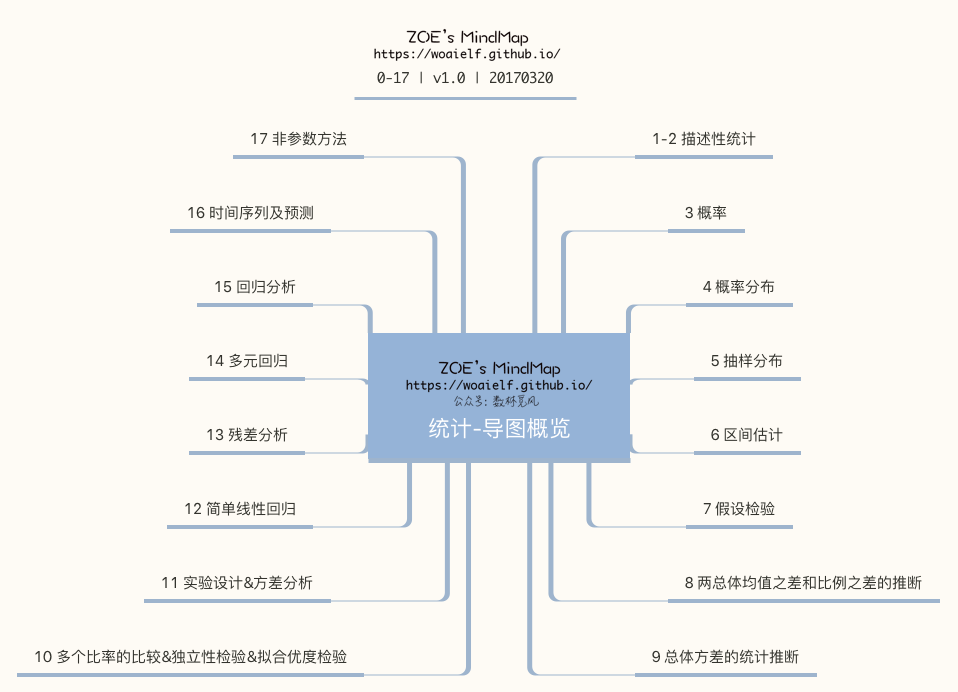 ZOE's MindMap
https://woaielf.github.io/
0-17 | v1.0 | 20170320
17 非参数方法
1-2 描述性统计
16 时间序列及预测
3 概率
15 回归分析
4 概率分布
14 多元回归
5 抽样分布
ZOE's MindMap
https://woaielf.github.io/
公众号: 数林觅风
统计-导图概览
13 残差分析
6 区间估计
12 简单线性回归
7 假设检验
11 实验设计&方差分析
8 两总体均值之差和比例之差的推断
10 多个比率的比较&独立性检验&拟合优度检验
9 总体方差的统计推断